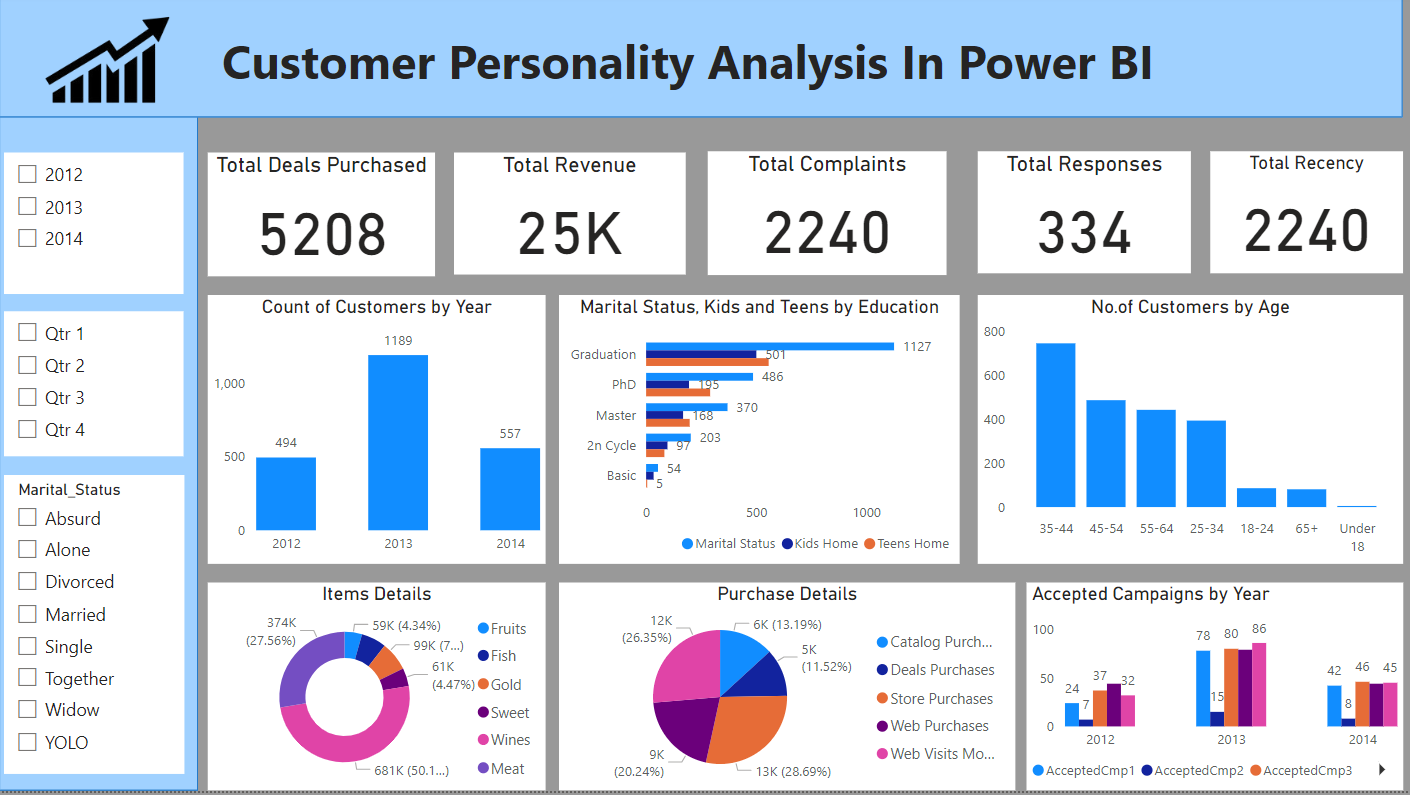 Customer Personality Analysis In Power BI
2012
2013
2014
Qtr 1
Qtr 2
Qtr 3
Qtr 4
Marital_Status
Absurd
Alone
Divorced
Married
Single
Together
Widow
YOLO
Total Deals Purchased
5208
Total Revenue
25K
Total Complaints
2240
Total Responses
334
Total Recency
2240
Count of Customers by Year
1,000
500
0
494
1189
557
2012
2013
2014
Marital Status, Kids and Teens by Education
Graduation
1127
501
PhD
486
195
Master
370
168
2n Cycle
203
97
Basic
54
5
0
500
1000
Marital Status
Kids Home
Teens Home
No.of Customers by Age
800
600
400
200
0
35-44
45-54
55-64
25-34
18-24
65+
Under
18
Items Details
374K
(27.56%)
59K (4.34%)
99K (7...)
61K
(4.47%)
681K (50.1...)
Fruits
Fish
Gold
Sweet
Wines
Meat
Purchase Details
12K
(26.35%)
6K (13.19%)
5K
(11.52%)
9K
(20.24%)
13K (28.69%)
Catalog Purch...
Deals Purchases
Store Purchases
Web Purchases
Web Visits Mo...
Accepted Campaigns by Year
100
50
0
24
7
37
32
78
15
80
86
42
8
46
45
2012
2013
2014
AcceptedCmp1
AcceptedCmp2
AcceptedCmp3